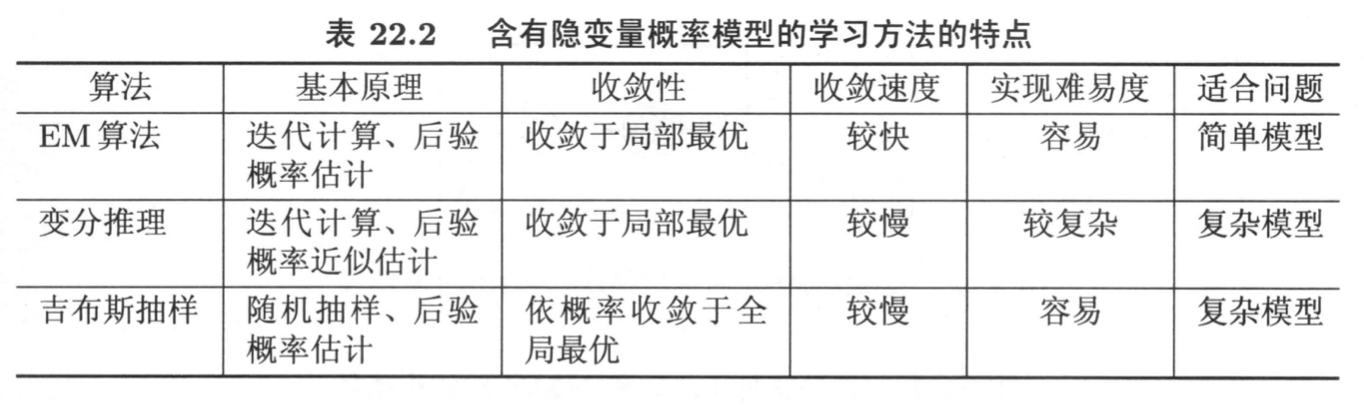 表 22.2 含有隐变量概率模型的学习方法的特点
算法 基本原理 收敛性 收敛速度 实现难易度 适合问题
EM 算法 迭代计算、后验 收敛于局部最优 较快 容易 简单模型
概率估计
变分推理 迭代计算、后验 收敛于局部最优 较慢 较复杂 复杂模型
概率近似估计
吉布斯抽样 随机抽样、后验 依概率收敛于全 较慢 容易 复杂模型
概率估计 局最优